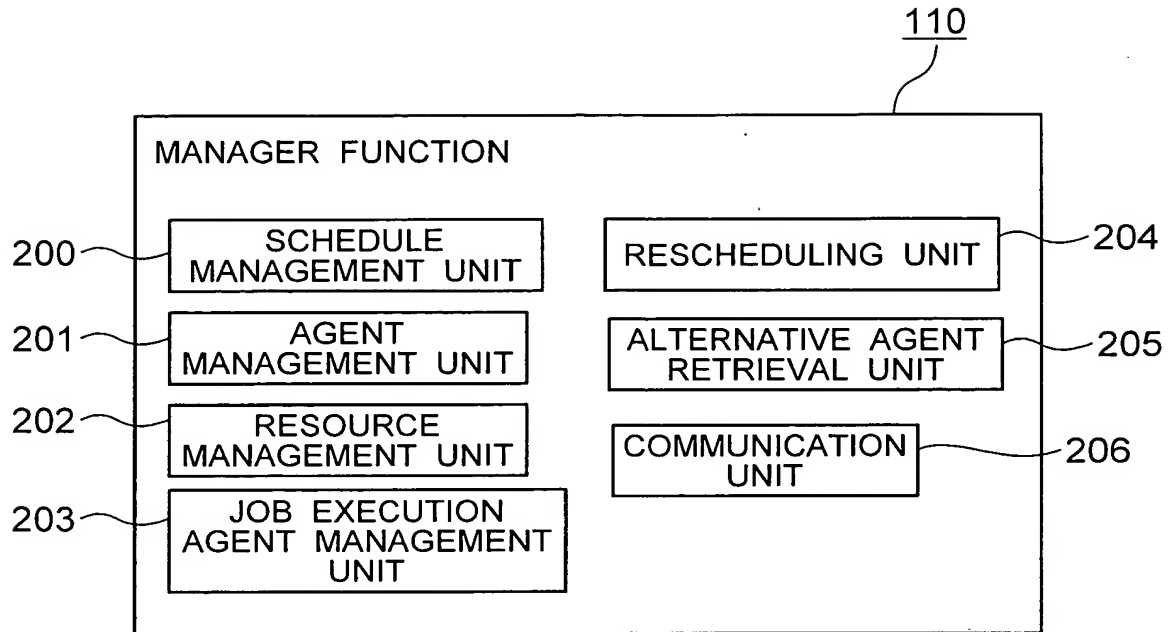 110
MANAGER FUNCTION
200
SCHEDULE
MANAGEMENT UNIT
201
AGENT
MANAGEMENT UNIT
202
RESOURCE
MANAGEMENT UNIT
203
JOB EXECUTION
AGENT MANAGEMENT
UNIT
RESCHEDULING UNIT
204
ALTERNATIVE AGENT
RETRIEVAL UNIT
205
COMMUNICATION
UNIT
206